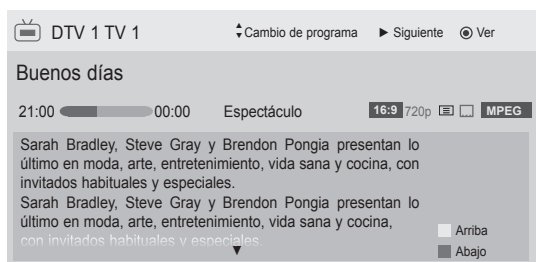 DTV 1 TV 1 Cambio de programa Siguiente Ver
Buenos días
21:00 00:00 Espectáculo 16:9 720p MPEG
Sarah Bradley, Steve Gray y Brendon Pongia presentan lo
último en moda, arte, entretenimiento, vida sana y cocina, con
invitados habituales y especiales.
Sarah Bradley, Steve Gray y Brendon Pongia presentan lo
último en moda, arte, entretenimiento, vida sana y cocina,
con invitados habituales y especiales.
Arriba
Abajo